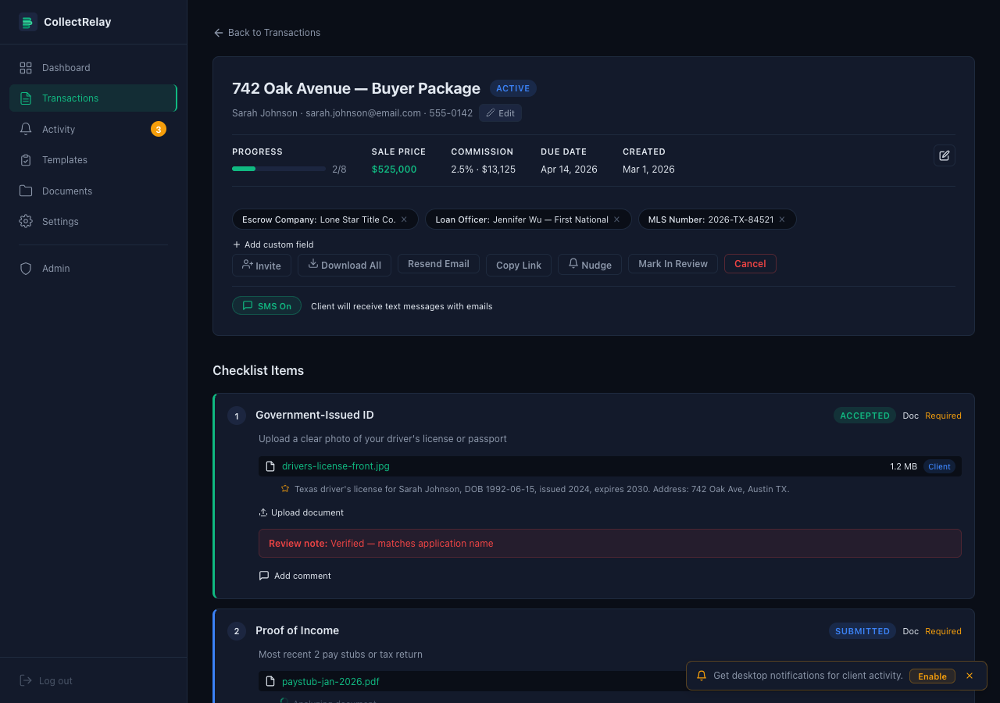 CollectRelay
Dashboard
Transactions
Activity 3
Templates
Documents
Settings
Admin
Log out
Back to Transactions
742 Oak Avenue — Buyer Package ACTIVE
Sarah Johnson · sarah.johnson@email.com · 555-0142 Edit
PROGRESS SALE PRICE COMMISSION DUE DATE CREATED
2/8 $525,000 2.5% · $13,125 Apr 14, 2026 Mar 1, 2026
Escrow Company: Lone Star Title Co. × Loan Officer: Jennifer Wu — First National × MLS Number: 2026-TX-84521 ×
+ Add custom field
Invite Download All Resend Email Copy Link Nudge Mark In Review Cancel
SMS On Client will receive text messages with emails
Checklist Items
1 Government-Issued ID ACCEPTED Doc Required
Upload a clear photo of your driver's license or passport
drivers-license-front.jpg 1.2 MB Client
Texas driver's license for Sarah Johnson, DOB 1992-06-15, issued 2024, expires 2030. Address: 742 Oak Ave, Austin TX.
Upload document
Review note: Verified — matches application name
Add comment
2 Proof of Income SUBMITTED Doc Required
Most recent 2 pay stubs or tax return
paystub-jan-2026.pdf
Get desktop notifications for client activity. Enable ×